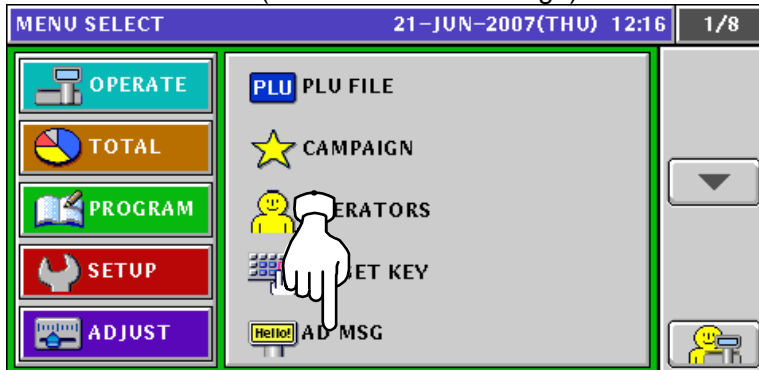 MENU SELECT 21-JUN-2007(THU) 12:16 1/8
OPERATE
TOTAL
PROGRAM
SETUP
ADJUST
PLU PLU FILE
CAMPAIGN
ERATORS
ET KEY
Hello! AD MSG